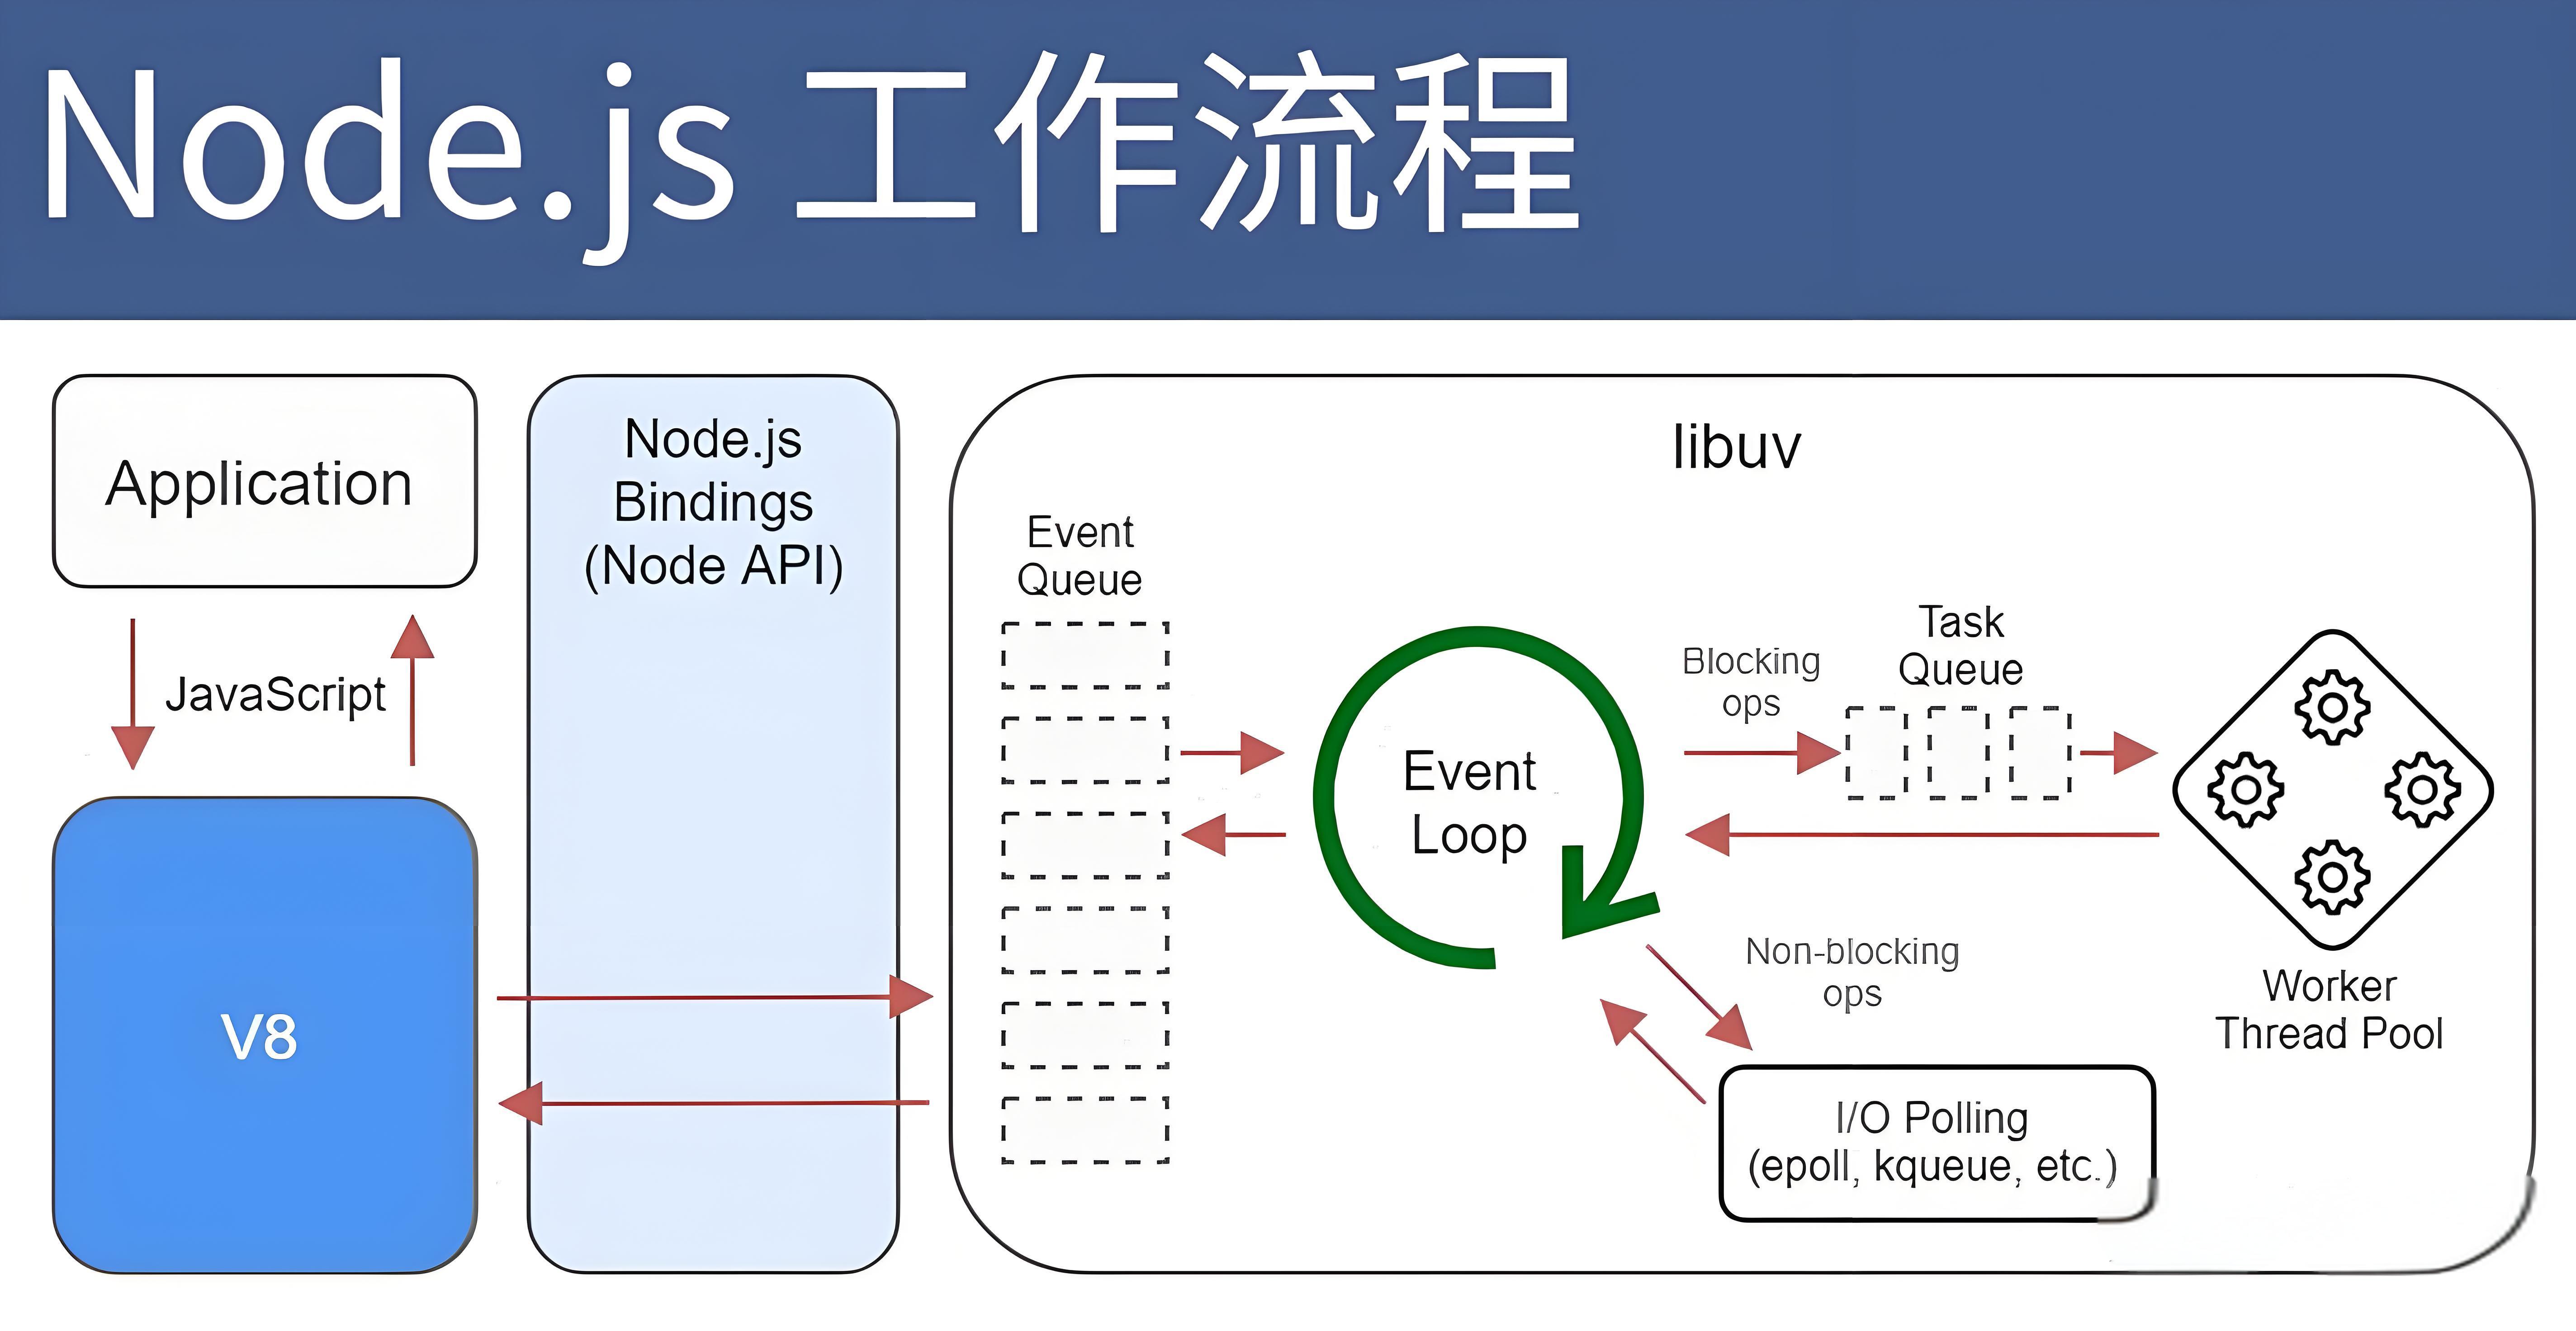 Node.js 工作流程
Application
JavaScript
V8
Node.js
Bindings
(Node API)
libuv
Event
Queue
Event
Loop
Blocking
ops
Task
Queue
Worker
Thread Pool
Non-blocking
ops
I/O Polling
(epoll, kqueue, etc.)